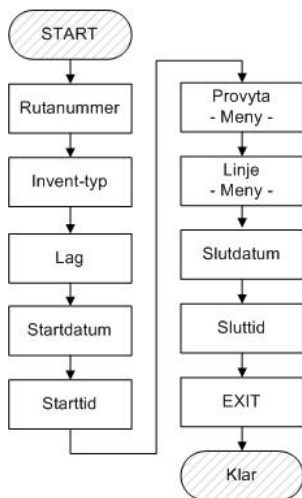 START
Rutanummer
Invent-typ
Lag
Startdatum
Starttid
Provyta
- Meny -
Linje
- Meny -
Slutdatum
Sluttid
EXIT
Klar